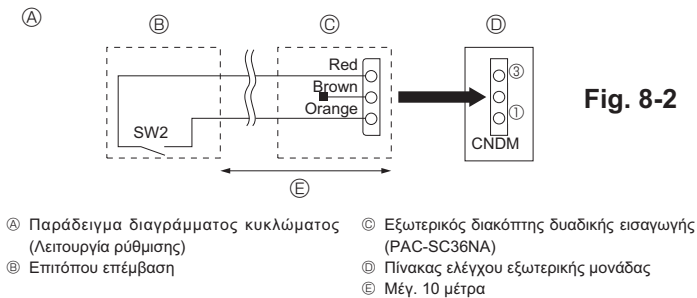 Ⓐ Ⓑ Ⓒ Ⓓ
Red
Brown
Orange
SW2
③
①
CNDM
Fig. 8-2
Ⓔ
Ⓐ Παράδειγμα διαγράμματος κυκλώματος
(Λειτουργία ρύθμισης)
Ⓑ Επιτόπου επέμβαση
Ⓒ Εξωτερικός διακόπτης δυαδικής εισαγωγής
(PAC-SC36NA)
Ⓓ Πίνακας ελέγχου εξωτερικής μονάδας
Ⓔ Μέγ. 10 μέτρα